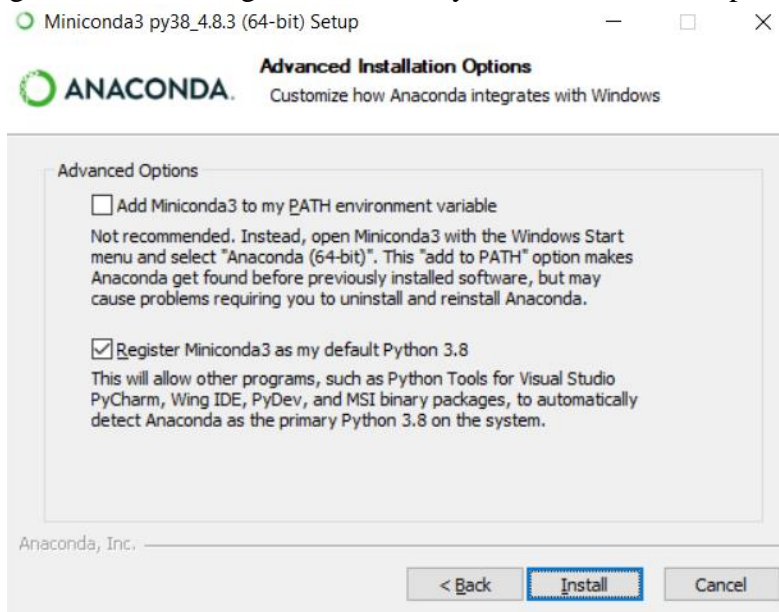 Miniconda3 py38_4.8.3 (64-bit) Setup
ANACONDA.
Advanced Installation Options
Customize how Anaconda integrates with Windows
Advanced Options
Add Miniconda3 to my PATH environment variable
Not recommended. Instead, open Miniconda3 with the Windows Start
menu and select "Anaconda (64-bit)". This "add to PATH" option makes
Anaconda get found before previously installed software, but may
cause problems requiring you to uninstall and reinstall Anaconda.
Register Miniconda3 as my default Python 3.8
This will allow other programs, such as Python Tools for Visual Studio
PyCharm, Wing IDE, PyDev, and MSI binary packages, to automatically
detect Anaconda as the primary Python 3.8 on the system.
Anaconda, Inc.
< Back
Install
Cancel